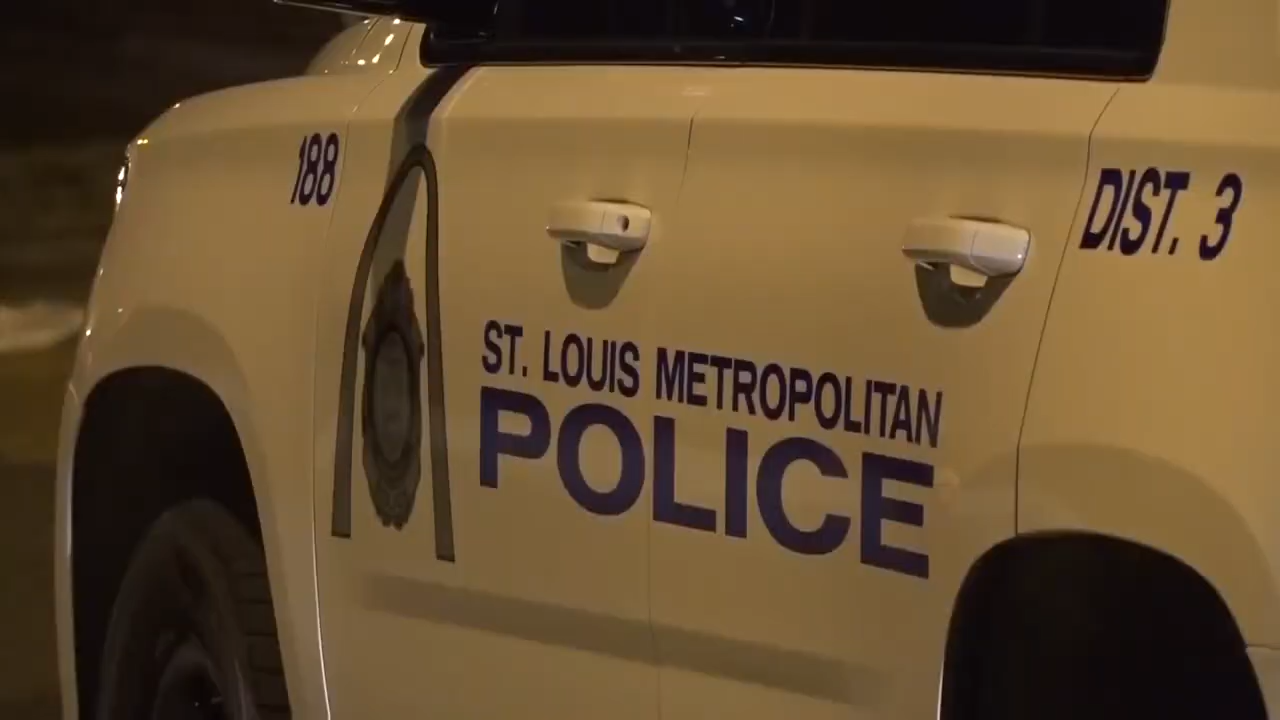 188
DIST. 3
ST. LOUIS METROPOLITAN
POLICE